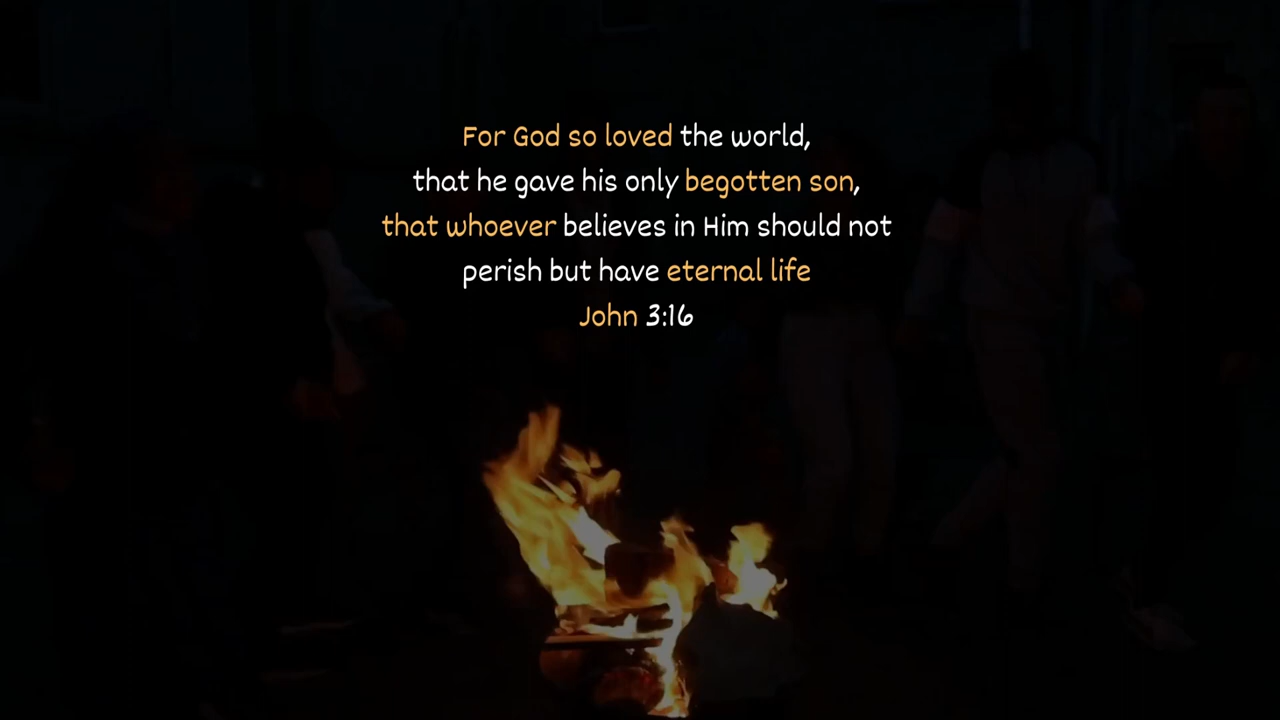 For God so loved the world,
that he gave his only begotten son,
that whoever believes in Him should not
perish but have eternal life
John 3:16